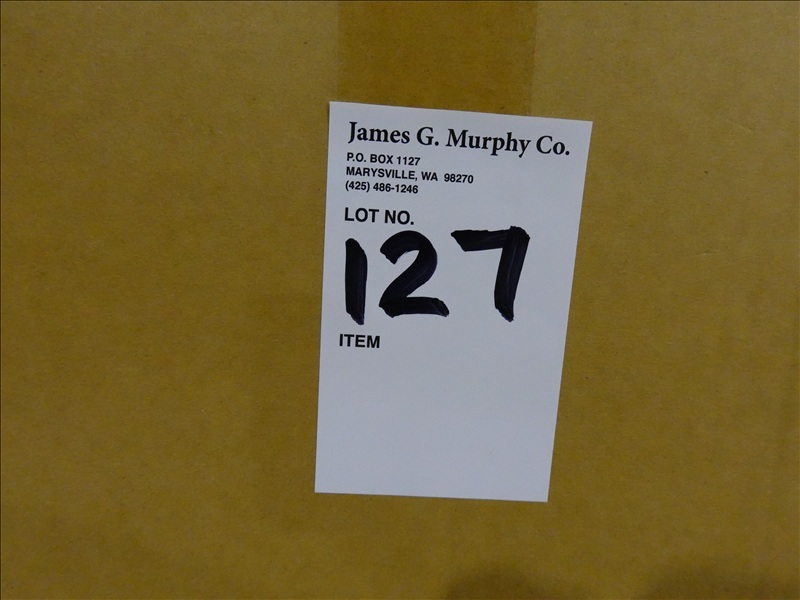 James G. Murphy Co.
P.O. BOX 1127
MARYSVILLE, WA 98270
(425) 486-1246
LOT NO.
127
ITEM